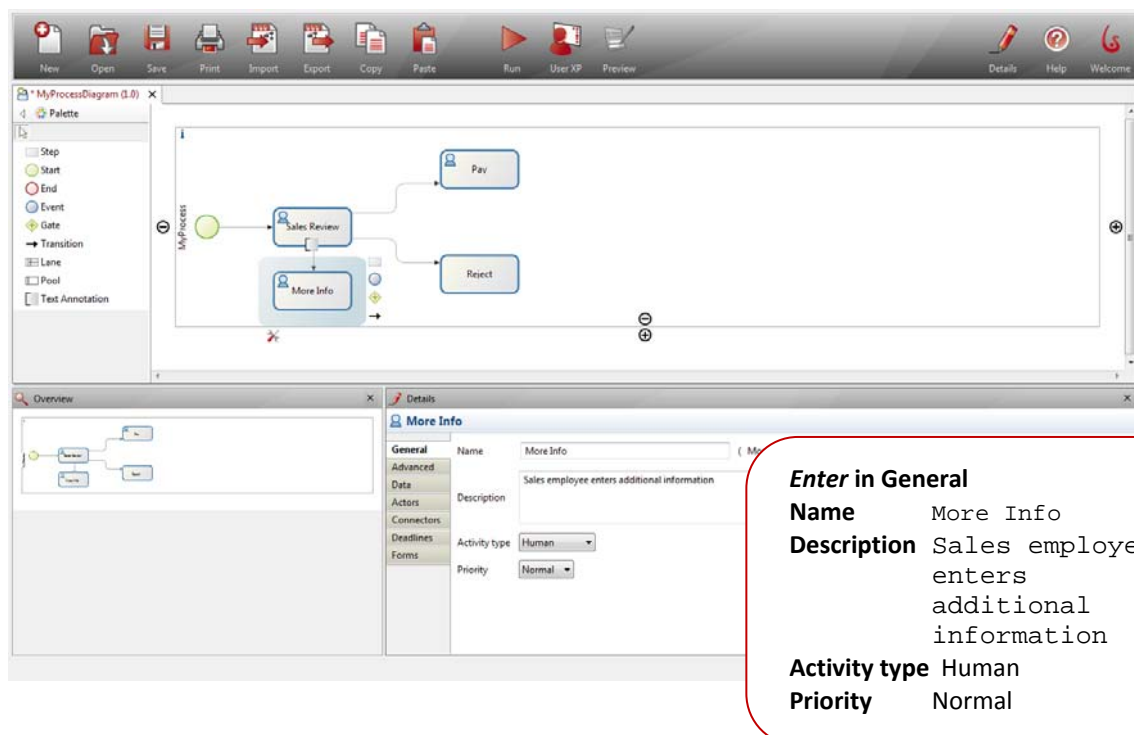 New Open Save Print Import Export Copy Paste Run User XP Preview Details Help Welcome
* MyProcessDiagram (1.0)
Palette
Step
Start
End
Event
Gate
Transition
Lane
Pool
Text Annotation
MyProcess
Pay
Sales Review
More Info
Reject
Overview
Details
More Info
General
Advanced
Data
Actors
Connectors
Deadlines
Forms
Name More Info
Description Sales employee enters additional information
Activity type Human
Priority Normal
Enter in General
Name More Info
Description Sales employe
enters
additional
information
Activity type Human
Priority Normal